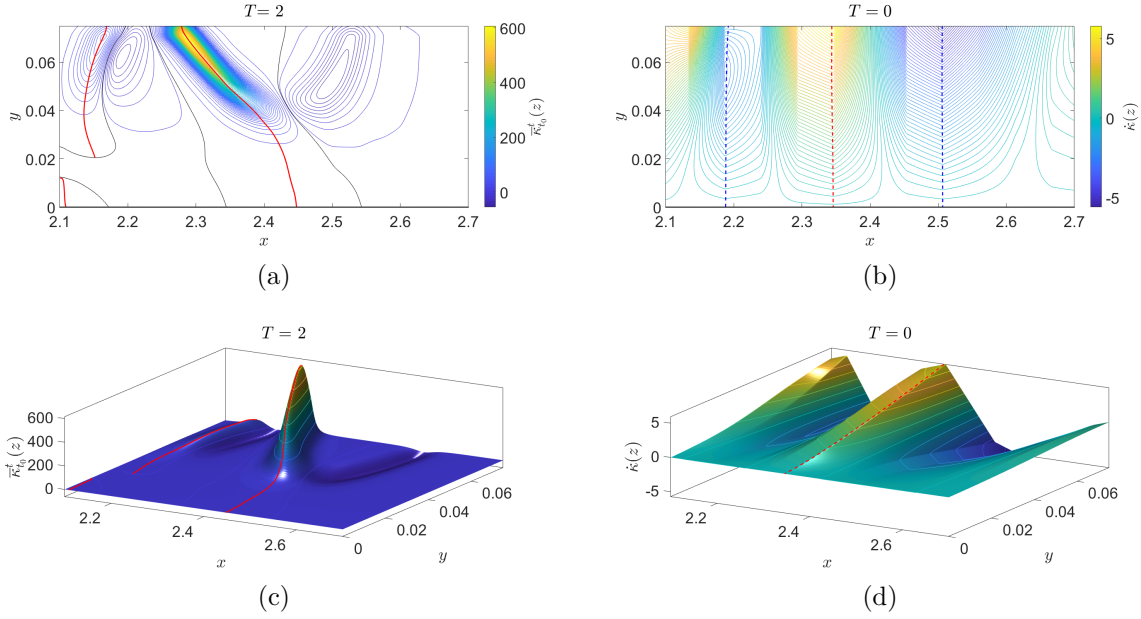 T = 2
0.06
0.04
0.02
0
y
2.1 2.2 2.3 2.4 2.5 2.6 2.7
x
600
400
200
0
κ̅ᵗₜ₀(z)
(a)
T = 0
0.06
0.04
0.02
0
y
2.1 2.2 2.3 2.4 2.5 2.6 2.7
x
5
0
-5
κ̇(z)
(b)
T = 2
600
400
200
0
κ̅ᵗₜ₀(z)
2.2 2.4 2.6
x
0 0.02 0.04 0.06
y
(c)
T = 0
5
0
-5
κ̇(z)
2.2 2.4 2.6
x
0 0.02 0.04 0.06
y
(d)